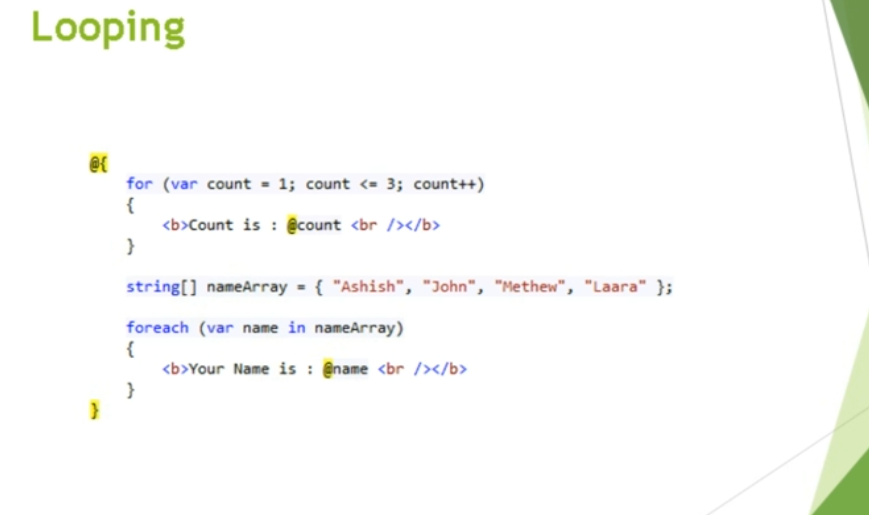 Looping
@{
for (var count = 1; count <= 3; count++)
{
<b>Count is : @count <br /></b>
}
string[] nameArray = { "Ashish", "John", "Methew", "Laara" };
foreach (var name in nameArray)
{
<b>Your Name is : @name <br /></b>
}
}